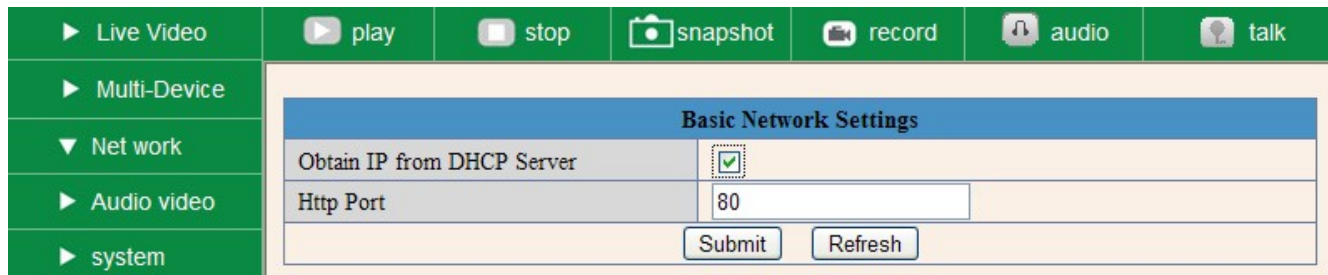 Live Video
play
stop
snapshot
record
audio
talk
Multi-Device
Net work
Audio video
system
Basic Network Settings
Obtain IP from DHCP Server
Http Port
80
Submit
Refresh